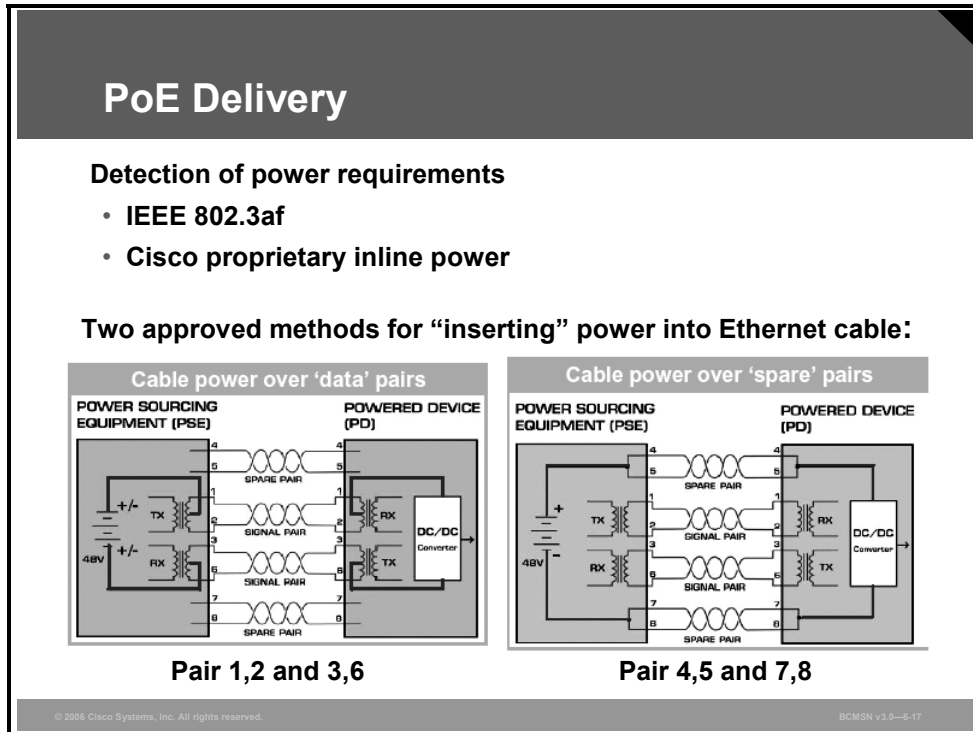 PoE Delivery
Detection of power requirements
• IEEE 802.3af
• Cisco proprietary inline power
Two approved methods for “inserting” power into Ethernet cable:
Cable power over ‘data’ pairs
POWER SOURCING
EQUIPMENT (PSE)
POWERED DEVICE
(PD)
4
5
SPARE PAIR
4
5
+/-
TX
1
2
SIGNAL PAIR
1
2
RX
DC/DC
Converter
+/-
48V
RX
3
6
SIGNAL PAIR
3
6
TX
7
8
SPARE PAIR
7
8
Pair 1,2 and 3,6
Cable power over ‘spare’ pairs
POWER SOURCING
EQUIPMENT (PSE)
POWERED DEVICE
(PD)
4
5
SPARE PAIR
4
5
+
TX
1
2
SIGNAL PAIR
1
2
RX
DC/DC
Converter
-
48V
RX
3
6
SIGNAL PAIR
3
6
TX
7
8
SPARE PAIR
7
8
Pair 4,5 and 7,8
© 2006 Cisco Systems, Inc. All rights reserved.
BCMSN v3.0—6-17